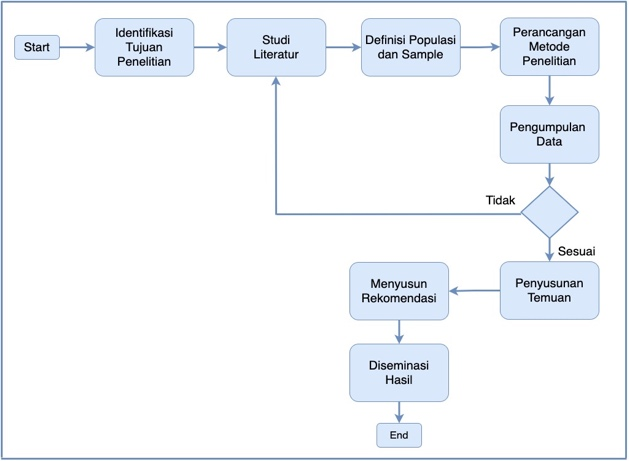 Start
Identifikasi
Tujuan
Penelitian
Studi
Literatur
Definisi Populasi
dan Sample
Perancangan
Metode
Penelitian
Pengumpulan
Data
Tidak
Sesuai
Penyusunan
Temuan
Menyusun
Rekomendasi
Diseminasi
Hasil
End